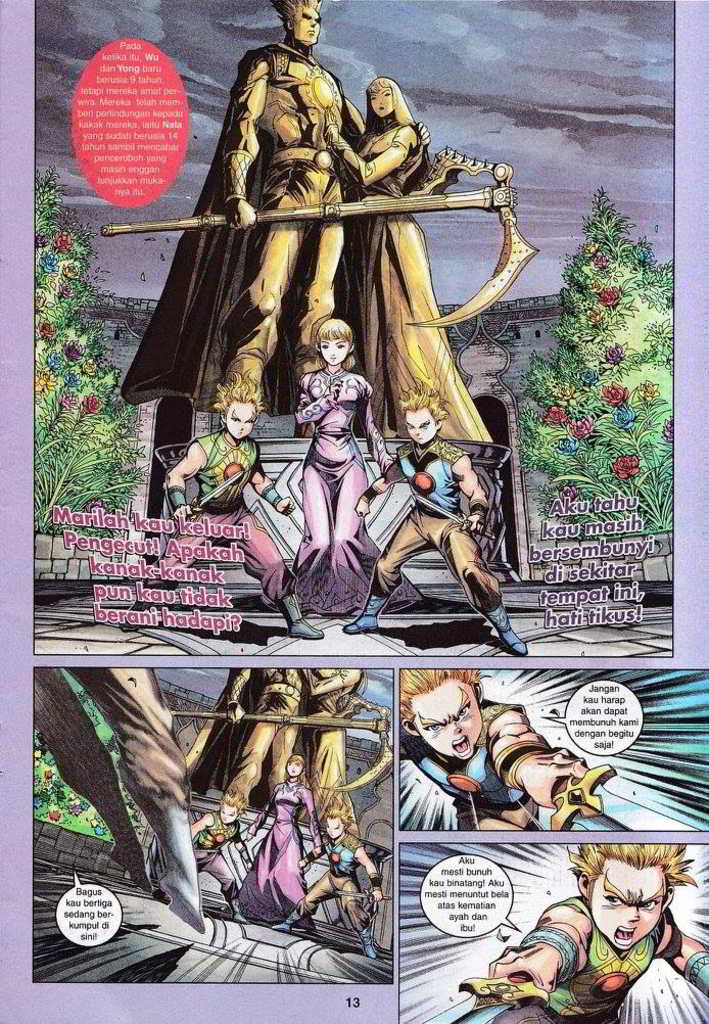 Pada
ketika itu, Wu
dan Yong baru
berusia 9 tahun,
tetapi mereka amat per-
wira. Mereka telah mem-
beri perlindungan kepada
kakak mereka, iaitu Nata
yang sudah berusia 14
tahun sambil mencabar
penceroboh yang
masih enggan
tunjukkan muka-
nya itu.
Marilah kau keluar!
Pengecut! Apakah
kanak-kanak
pun kau tidak
berani hadapi?
Aku tahu
kau masih
bersembunyi
di sekitar
tempat ini,
hati tikus!
Bagus
kau bertiga
sedang ber-
kumpul di
sini!
Jangan
kau harap
akan dapat
membunuh kami
dengan begitu
saja!
Aku
mesti bunuh
kau binatang! Aku
mesti menuntut bela
atas kematian
ayah dan
ibu!
13